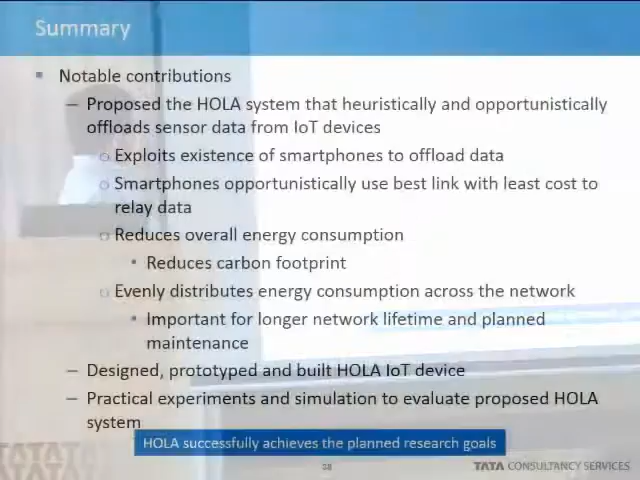 Summary
Notable contributions
– Proposed the HOLA system that heuristically and opportunistically
offloads sensor data from IoT devices
Exploits existence of smartphones to offload data
Smartphones opportunistically use best link with least cost to
relay data
Reduces overall energy consumption
• Reduces carbon footprint
Evenly distributes energy consumption across the network
• Important for longer network lifetime and planned
maintenance
– Designed, prototyped and built HOLA IoT device
– Practical experiments and simulation to evaluate proposed HOLA
system
HOLA successfully achieves the planned research goals
TATATA
TATATA
38
TATA CONSULTANCY SERVICES